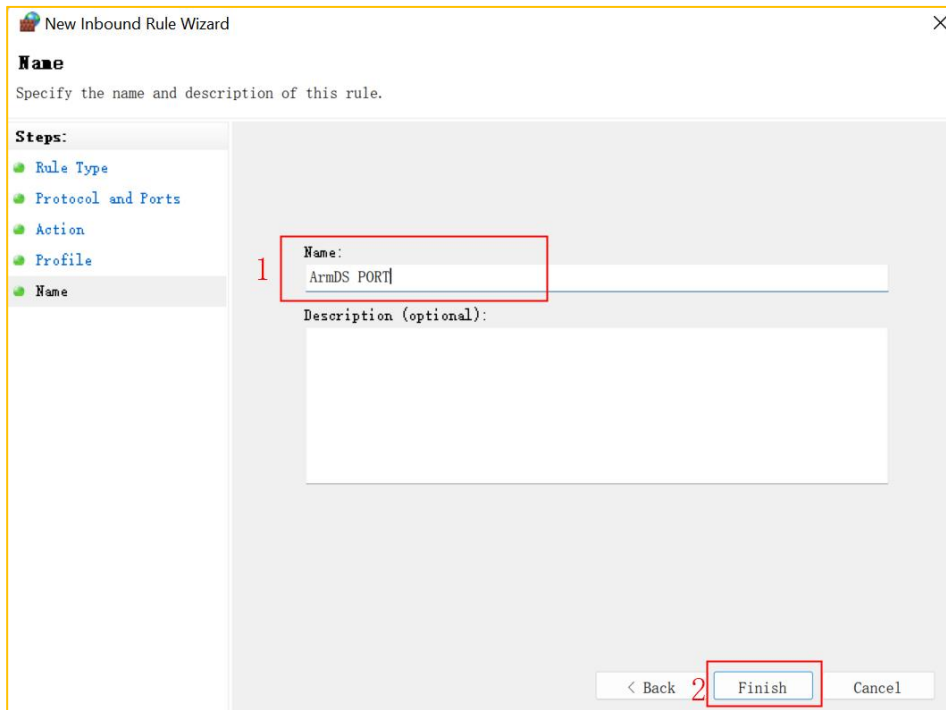 New Inbound Rule Wizard
Name
Specify the name and description of this rule.
Steps:
Rule Type
Protocol and Ports
Action
Profile
Name
1
Name:
ArmDS PORT
Description (optional):
< Back
2
Finish
Cancel